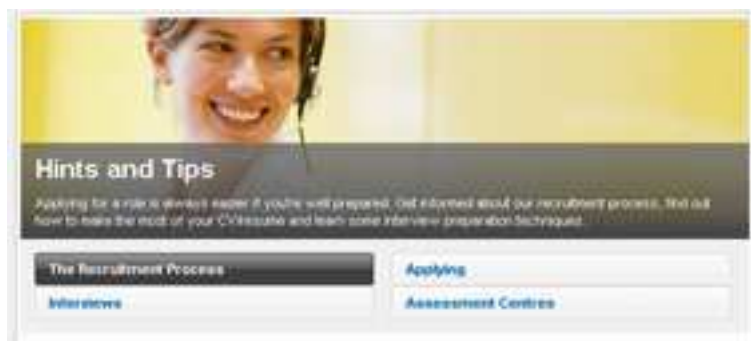 Hints and Tips
Applying for a role is always easier if you're well prepared. Get informed about our recruitment process, find out
how to make the most of your CV/resume and learn some interview preparation techniques.
The Recruitment Process
Applying
Interviews
Assessment Centres